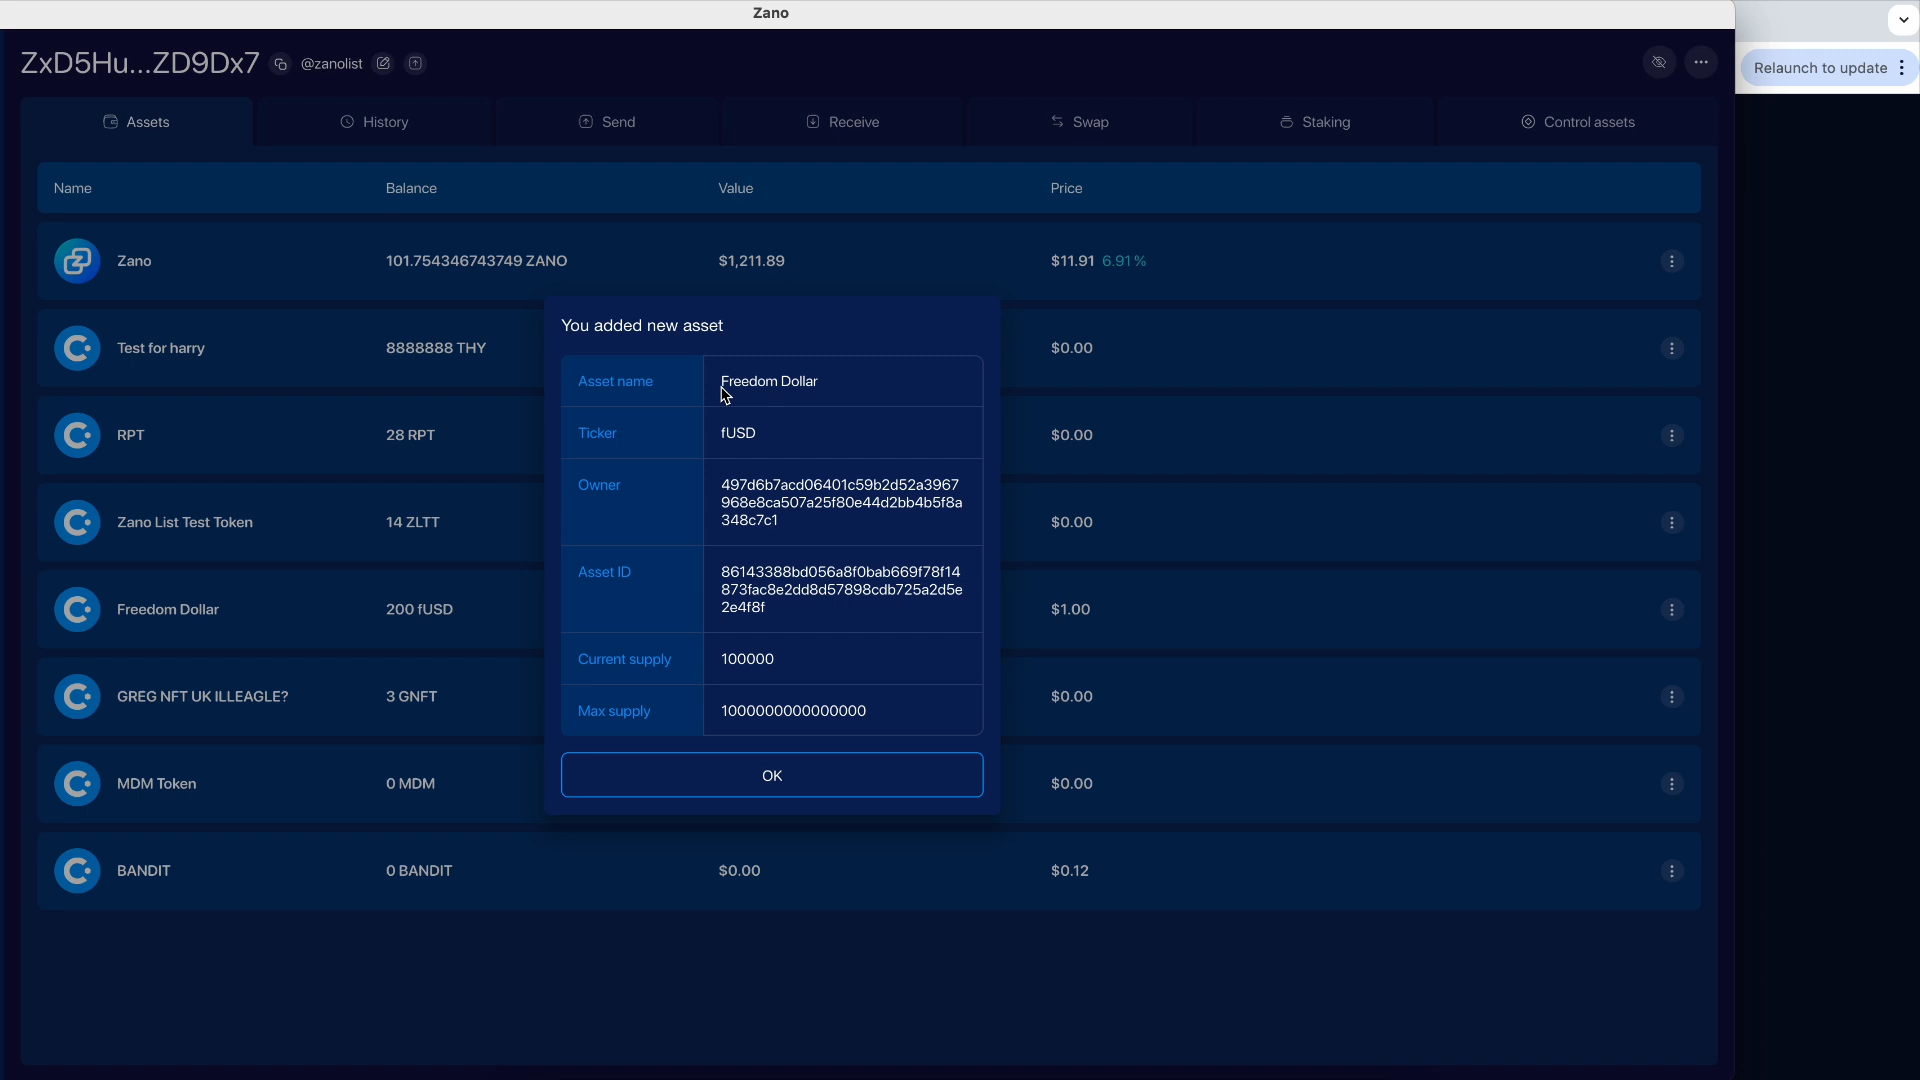 Zano
Relaunch to update
ZxD5Hu...ZD9Dx7 @zanolist
Assets History Send Receive Swap Staking Control assets
Name Balance Value Price
Zano 101.754346743749 ZANO $1,211.89 $11.91 6.91%
Test for harry 8888888 THY $0.00
RPT 28 RPT $0.00
Zano List Test Token 14 ZLTT $0.00
Freedom Dollar 200 fUSD $1.00
GREG NFT UK ILLEAGLE? 3 GNFT $0.00
MDM Token 0 MDM $0.00
BANDIT 0 BANDIT $0.00 $0.12
You added new asset
Asset name Freedom Dollar
Ticker fUSD
Owner 497d6b7acd06401c59b2d52a3967
968e8ca507a25f80e44d2bb4b5f8a
348c7c1
Asset ID 86143388bd056a8f0bab669f78f14
873fac8e2dd8d57898cdb725a2d5e
2e4f8f
Current supply 100000
Max supply 1000000000000000
OK